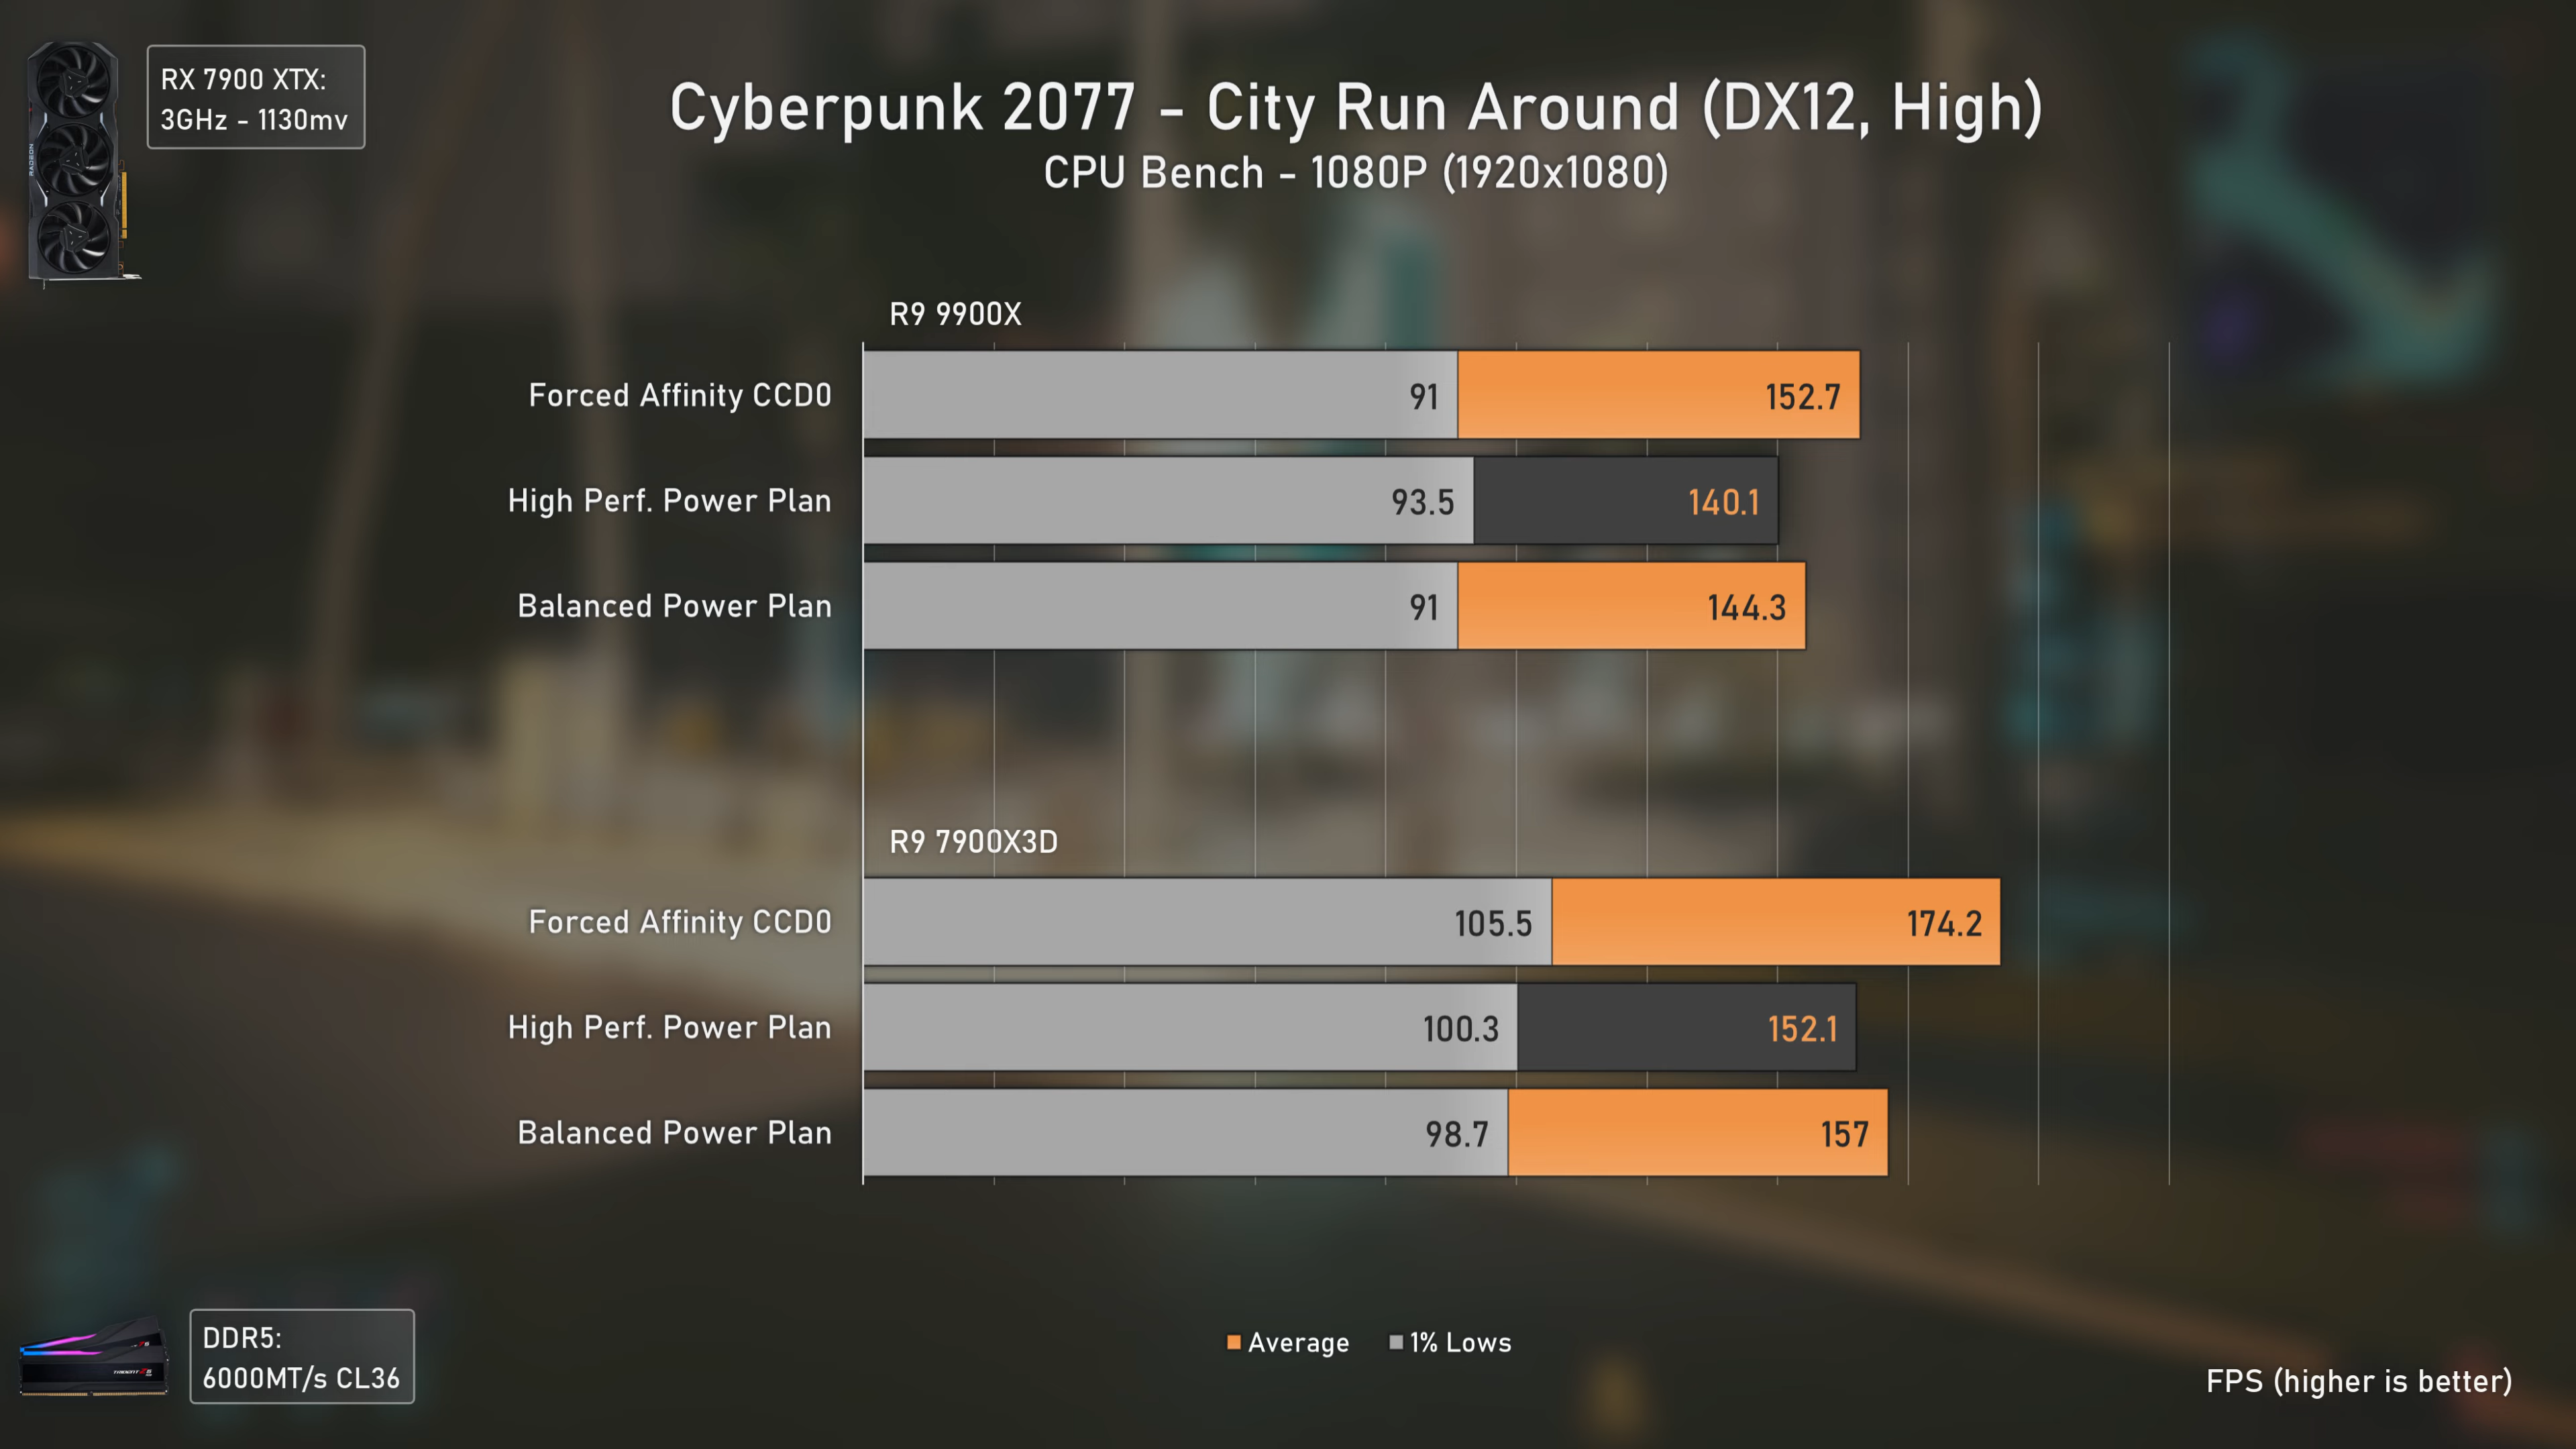 RX 7900 XTX:
3GHz - 1130mv
RADEON
Cyberpunk 2077 - City Run Around (DX12, High)
CPU Bench - 1080P (1920x1080)
R9 9900X
Forced Affinity CCD0
91
152.7
High Perf. Power Plan
93.5
140.1
Balanced Power Plan
91
144.3
R9 7900X3D
Forced Affinity CCD0
105.5
174.2
High Perf. Power Plan
100.3
152.1
Balanced Power Plan
98.7
157
Average
1% Lows
DDR5:
6000MT/s CL36
FPS (higher is better)